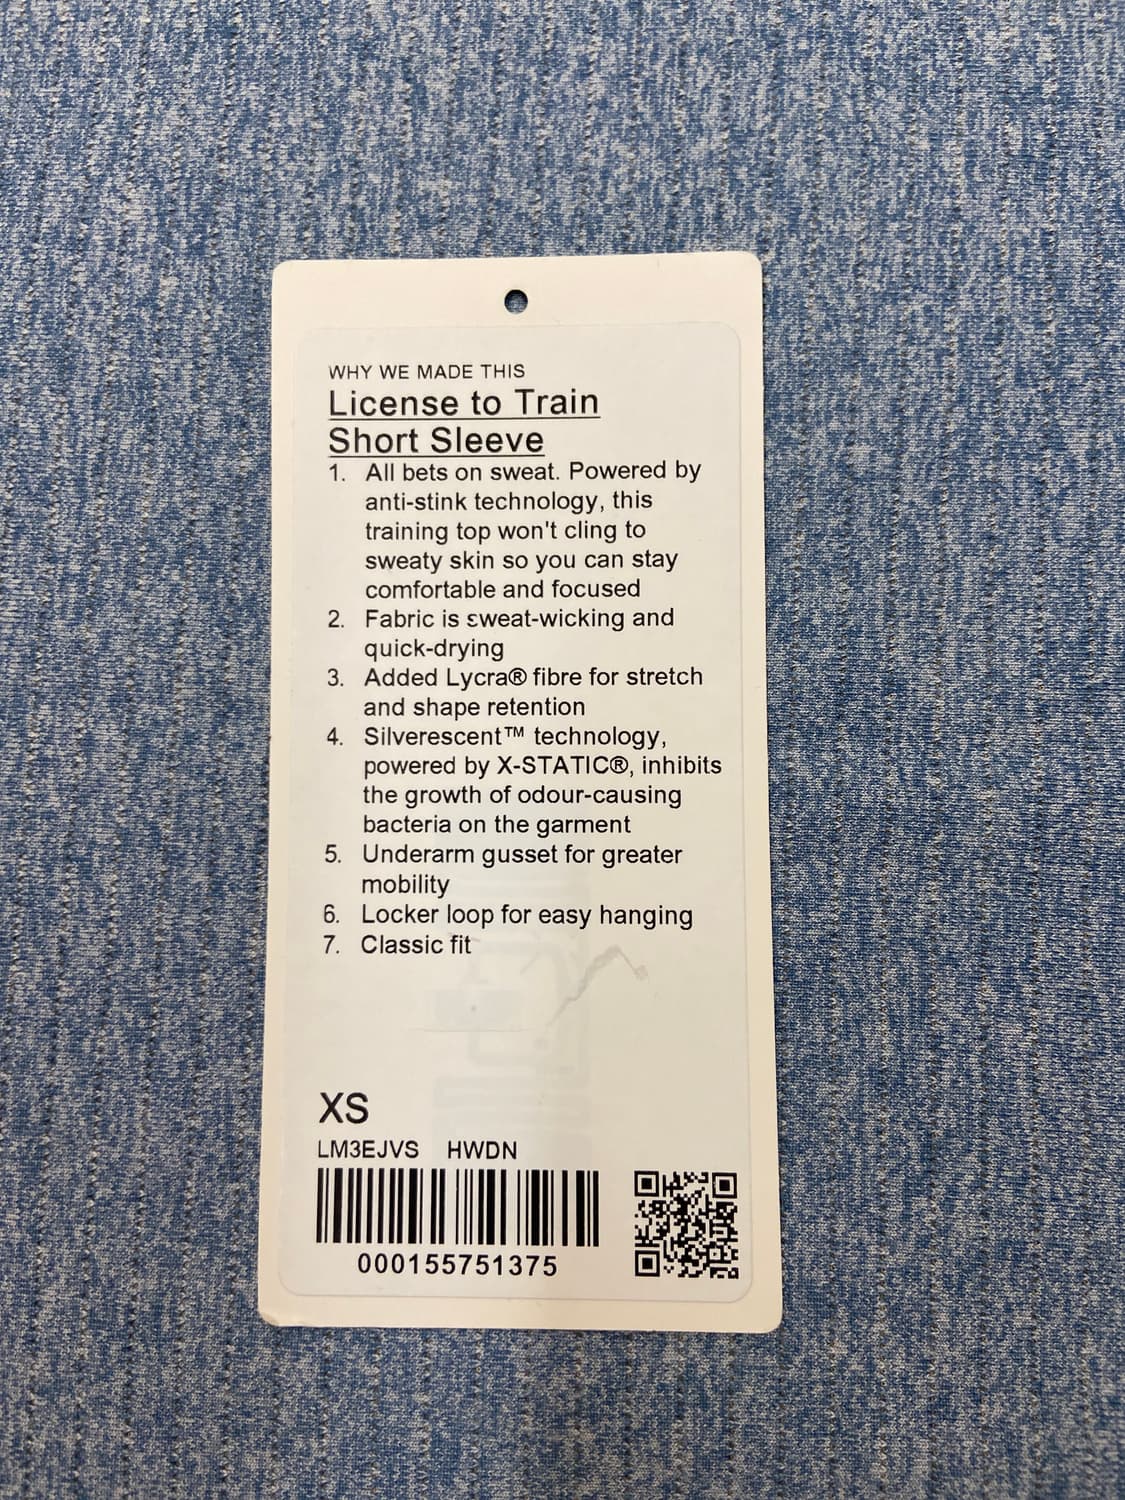 WHY WE MADE THIS
License to Train
Short Sleeve
1. All bets on sweat. Powered by
anti-stink technology, this
training top won't cling to
sweaty skin so you can stay
comfortable and focused
2. Fabric is sweat-wicking and
quick-drying
3. Added Lycra® fibre for stretch
and shape retention
4. Silverescent™ technology,
powered by X-STATIC®, inhibits
the growth of odour-causing
bacteria on the garment
5. Underarm gusset for greater
mobility
6. Locker loop for easy hanging
7. Classic fit
XS
LM3EJVS HWDN
000155751375